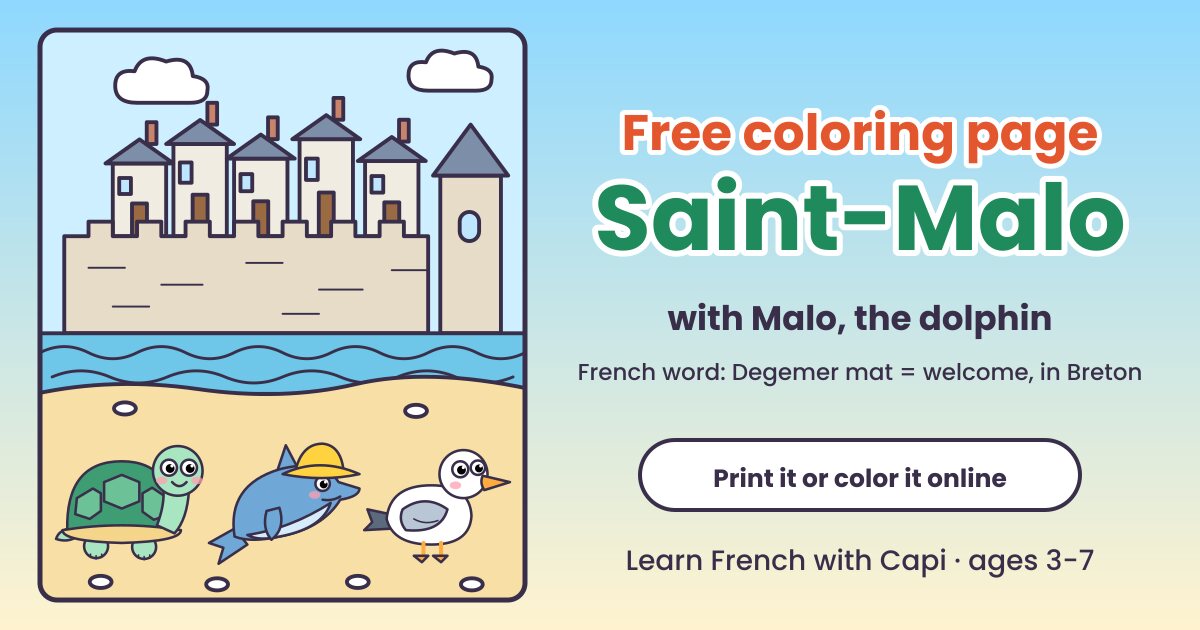 Free coloring page
Saint-Malo
with Malo, the dolphin
French word: Degemer mat = welcome, in Breton
Print it or color it online
Learn French with Capi · ages 3-7